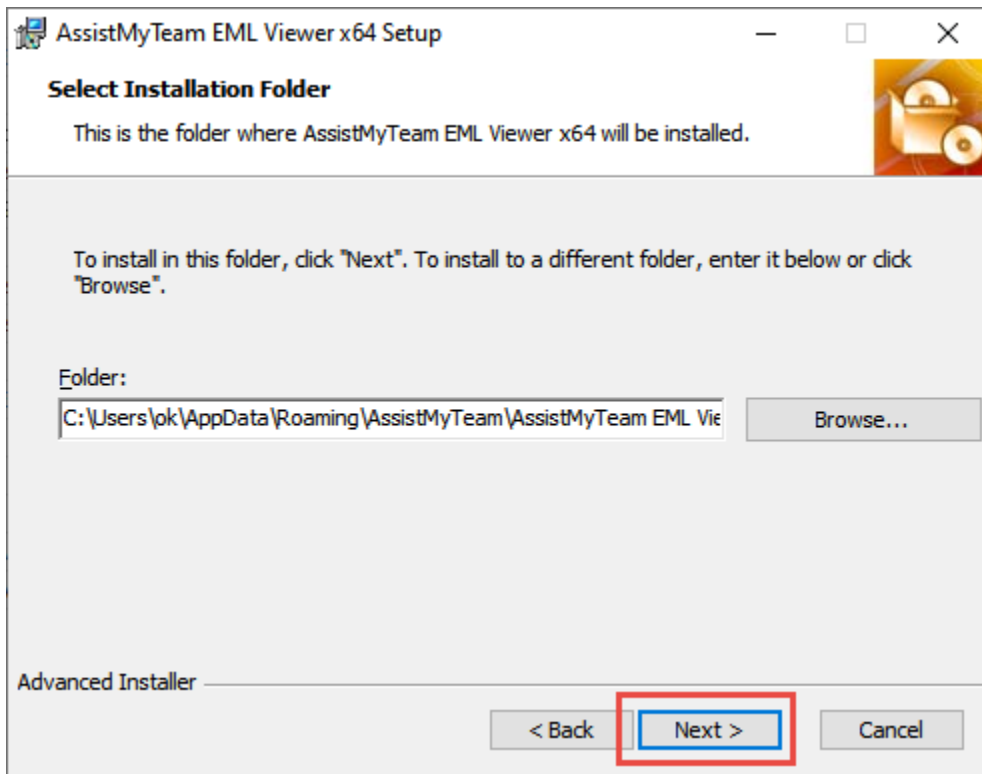 AssistMyTeam EML Viewer x64 Setup
Select Installation Folder
This is the folder where AssistMyTeam EML Viewer x64 will be installed.
To install in this folder, click "Next". To install to a different folder, enter it below or click
"Browse".
Folder:
C:\Users\ok\AppData\Roaming\AssistMyTeam\AssistMyTeam EML Vie
Browse...
Advanced Installer
< Back
Next >
Cancel